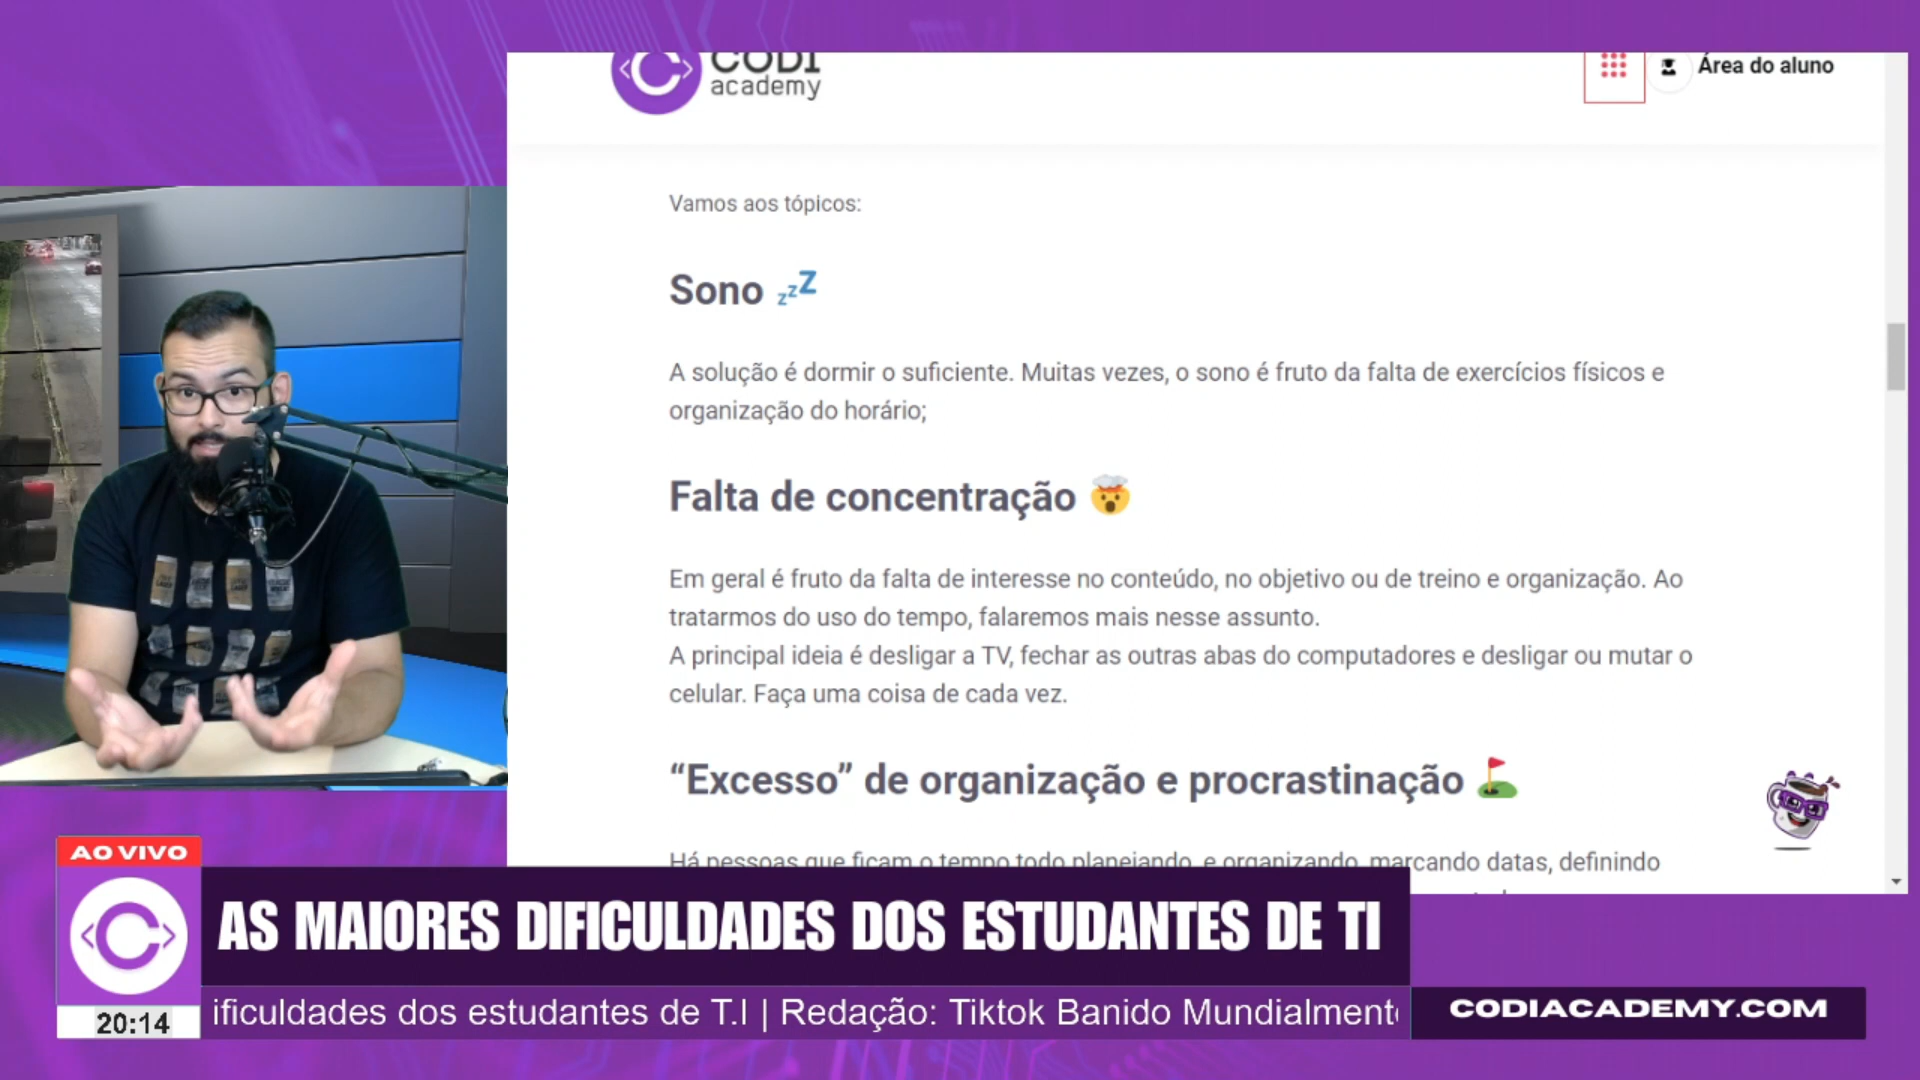 CODI
academy
Área do aluno
Vamos aos tópicos:
Sono
A solução é dormir o suficiente. Muitas vezes, o sono é fruto da falta de exercícios físicos e
organização do horário;
Falta de concentração
Em geral é fruto da falta de interesse no conteúdo, no objetivo ou de treino e organização. Ao
tratarmos do uso do tempo, falaremos mais nesse assunto.
A principal ideia é desligar a TV, fechar as outras abas do computadores e desligar ou mutar o
celular. Faça uma coisa de cada vez.
“Excesso” de organização e procrastinação
Há pessoas que ficam o tempo todo planejando, e organizando, marcando datas, definindo
AO VIVO
AS MAIORES DIFICULDADES DOS ESTUDANTES DE TI
20:14
ificuldades dos estudantes de T.I | Redação: Tiktok Banido Mundialment
CODIACADEMY.COM